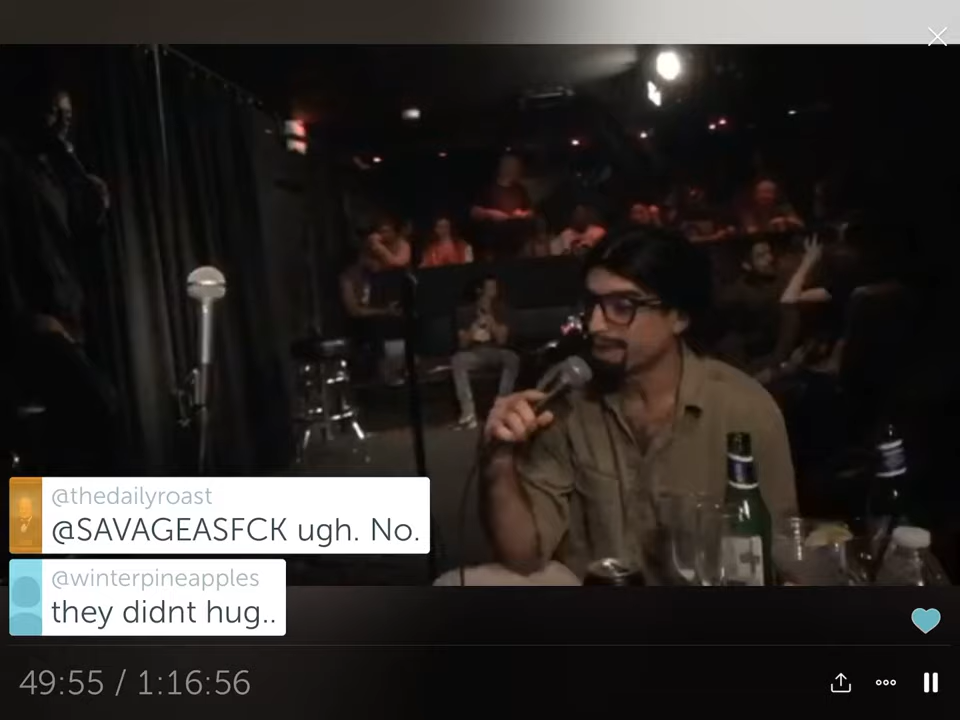 @thedailyroast
@SAVAGEASFCK ugh. No.
@winterpineapples
they didnt hug..
49:55 / 1:16:56